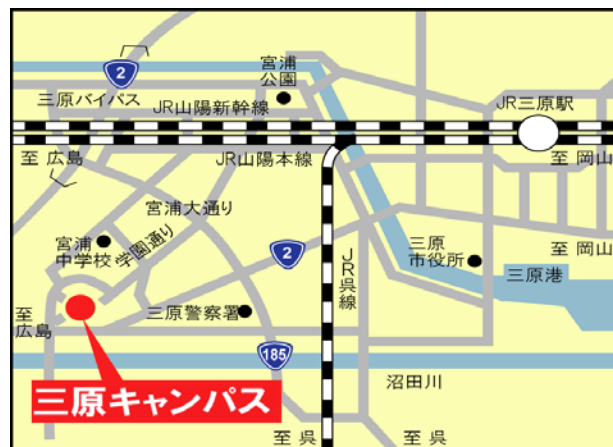 2
宮浦
公園
三原バイパス
JR山陽新幹線
JR三原駅
至 広島
JR山陽本線
至 岡山
宮浦大通り
宮浦
中学校
学園通り
2
JR呉線
三原
市役所
至 岡山
三原港
至
広島
三原警察署
185
三原キャンパス
沼田川
至 呉
至 呉